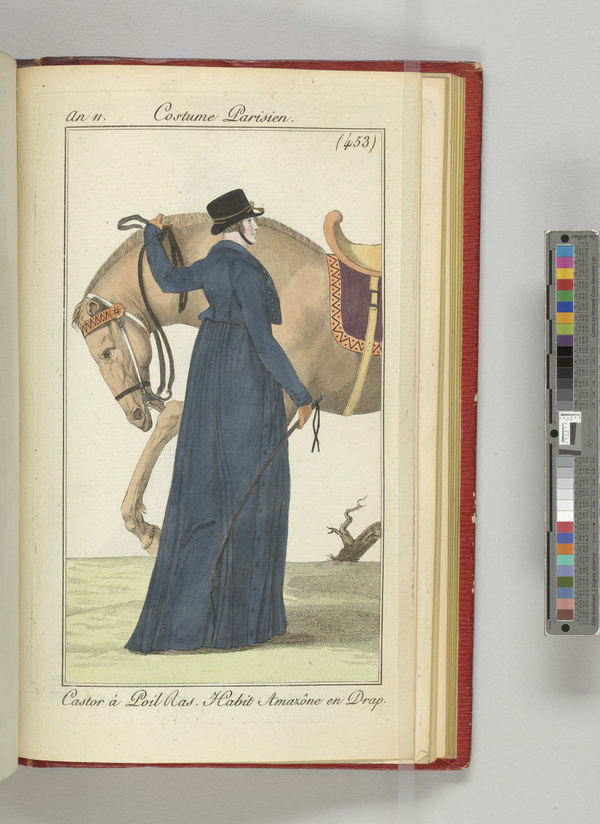 An 11. Costume Parisien.
(453)
Castor à Poil Ras. Habit Amazône en Drap.